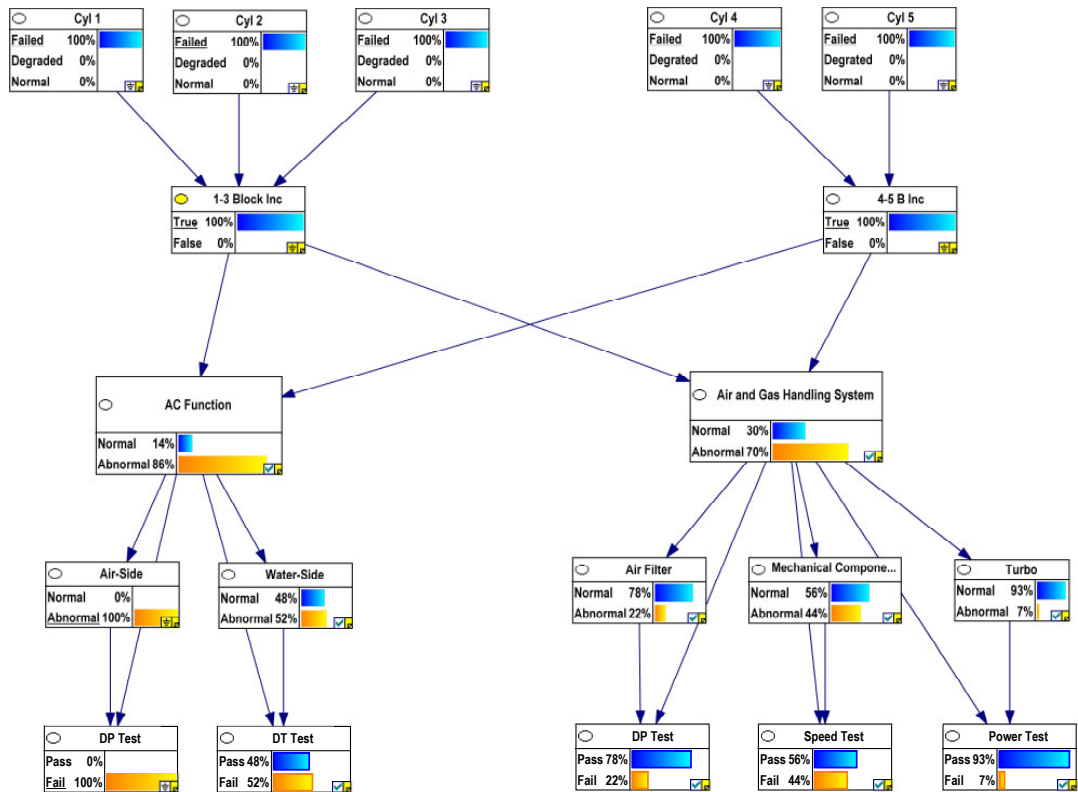 Cyl 1
Failed 100%
Degraded 0%
Normal 0%
Cyl 2
Failed 100%
Degraded 0%
Normal 0%
Cyl 3
Failed 100%
Degraded 0%
Normal 0%
Cyl 4
Failed 100%
Degrated 0%
Normal 0%
Cyl 5
Failed 100%
Degrated 0%
Normal 0%
1-3 Block Inc
True 100%
False 0%
4-5 B Inc
True 100%
False 0%
AC Function
Normal 14%
Abnormal 86%
Air and Gas Handling System
Normal 30%
Abnormal 70%
Air-Side
Normal 0%
Abnormal 100%
Water-Side
Normal 48%
Abnormal 52%
Air Filter
Normal 78%
Abnormal 22%
Mechanical Compone...
Normal 56%
Abnormal 44%
Turbo
Normal 93%
Abnormal 7%
DP Test
Pass 0%
Fail 100%
DT Test
Pass 48%
Fail 52%
DP Test
Pass 78%
Fail 22%
Speed Test
Pass 56%
Fail 44%
Power Test
Pass 93%
Fail 7%